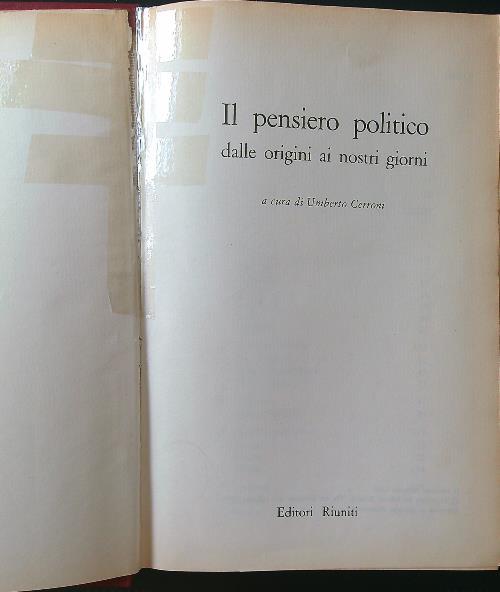 Il pensiero politico
dalle origini ai nostri giorni
a cura di Umberto Cerroni
Editori Riuniti